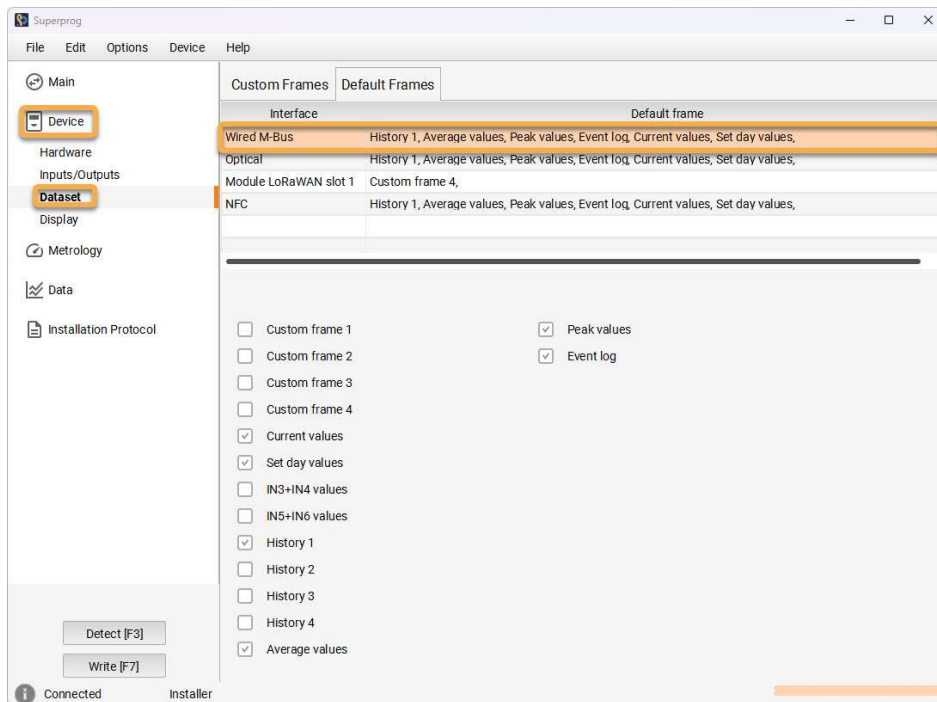 Superprog
File Edit Options Device Help
Main
Device
Hardware
Inputs/Outputs
Dataset
Display
Metrology
Data
Installation Protocol
Detect [F3]
Write [F7]
Connected Installer
Custom Frames Default Frames
Interface Default frame
Wired M-Bus History 1, Average values, Peak values, Event log, Current values, Set day values,
Optical History 1, Average values, Peak values, Event log, Current values, Set day values,
Module LoRaWAN slot 1 Custom frame 4,
NFC History 1, Average values, Peak values, Event log, Current values, Set day values,
Custom frame 1
Custom frame 2
Custom frame 3
Custom frame 4
Current values
Set day values
IN3+IN4 values
IN5+IN6 values
History 1
History 2
History 3
History 4
Average values
Peak values
Event log